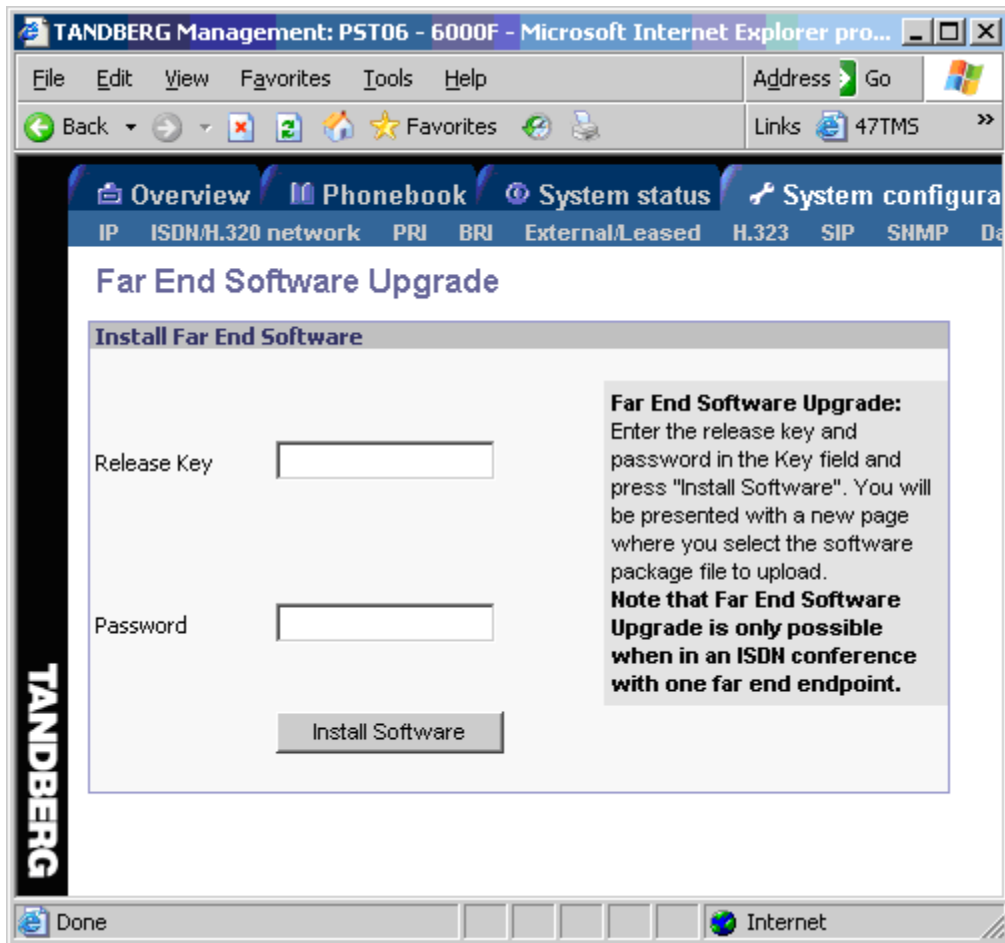 TANDBERG Management: PST06 - 6000F - Microsoft Internet Explorer pro...
File Edit View Favorites Tools Help Address Go
Back Favorites Links 47TMS »
Overview Phonebook System status System configura
IP ISDN/H.320 network PRI BRI External/Leased H.323 SIP SNMP Da
Far End Software Upgrade
Install Far End Software
Release Key
Password
Install Software
Far End Software Upgrade:
Enter the release key and
password in the Key field and
press "Install Software". You will
be presented with a new page
where you select the software
package file to upload.
Note that Far End Software
Upgrade is only possible
when in an ISDN conference
with one far end endpoint.
TANDBERG
Done Internet